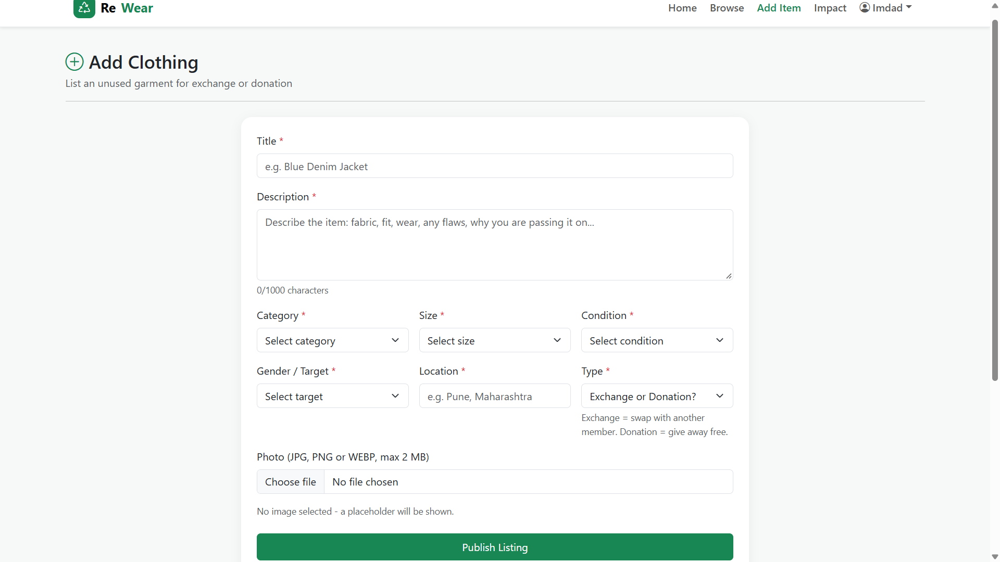 Re Wear
Home Browse Add Item Impact Imdad
Add Clothing
List an unused garment for exchange or donation
Title *
e.g. Blue Denim Jacket
Description *
Describe the item: fabric, fit, wear, any flaws, why you are passing it on...
0/1000 characters
Category * Size * Condition *
Select category Select size Select condition
Gender / Target * Location * Type *
Select target e.g. Pune, Maharashtra Exchange or Donation?
Exchange = swap with another
member. Donation = give away free.
Photo (JPG, PNG or WEBP, max 2 MB)
Choose file No file chosen
No image selected - a placeholder will be shown.
Publish Listing